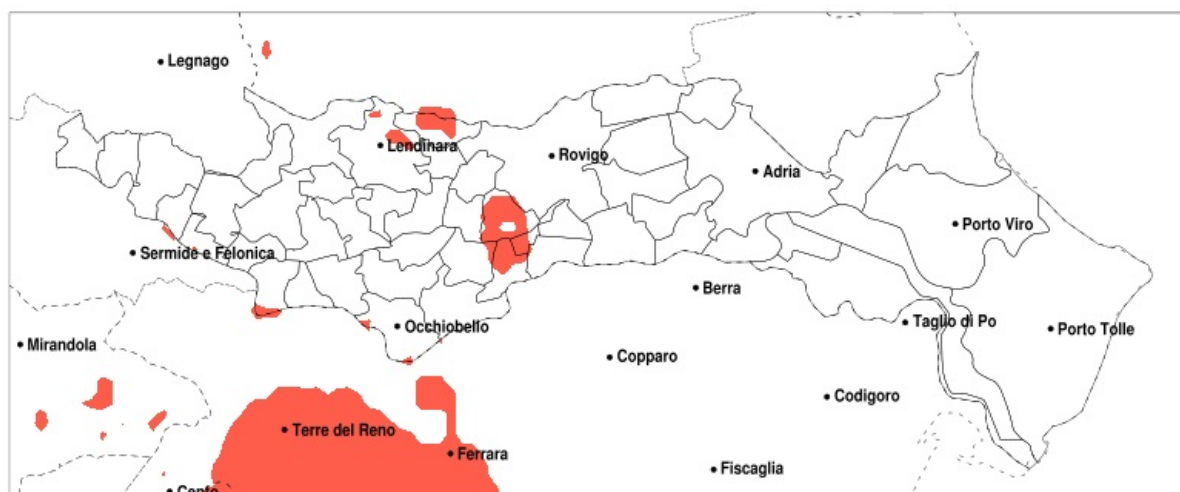 Legnago
Lendinara
Rovigo
Adria
Porto Viro
Sermide e Felonica
Berra
Occhiobello
Taglio di Po
Porto Tolle
Mirandola
Copparo
Codigoro
Terre del Reno
Ferrara
Fiscaglia
Cento